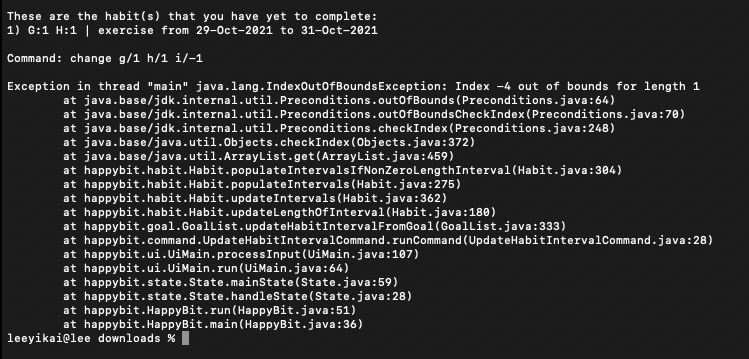 These are the habit(s) that you have yet to complete:
1) G:1 H:1 | exercise from 29-Oct-2021 to 31-Oct-2021
Command: change g/1 h/1 i/-1
Exception in thread "main" java.lang.IndexOutOfBoundsException: Index -4 out of bounds for length 1
at java.base/jdk.internal.util.Preconditions.outOfBounds(Preconditions.java:64)
at java.base/jdk.internal.util.Preconditions.outOfBoundsCheckIndex(Preconditions.java:70)
at java.base/jdk.internal.util.Preconditions.checkIndex(Preconditions.java:248)
at java.base/java.util.Objects.checkIndex(Objects.java:372)
at java.base/java.util.ArrayList.get(ArrayList.java:459)
at happybit.habit.Habit.populateIntervalsIfNonZeroLengthInterval(Habit.java:304)
at happybit.habit.Habit.populateIntervals(Habit.java:275)
at happybit.habit.Habit.updateIntervals(Habit.java:362)
at happybit.habit.Habit.updateLengthOfInterval(Habit.java:180)
at happybit.goal.GoalList.updateHabitIntervalFromGoal(GoalList.java:333)
at happybit.command.UpdateHabitIntervalCommand.runCommand(UpdateHabitIntervalCommand.java:28)
at happybit.ui.UiMain.processInput(UiMain.java:107)
at happybit.ui.UiMain.run(UiMain.java:64)
at happybit.state.State.mainState(State.java:59)
at happybit.state.State.handleState(State.java:28)
at happybit.HappyBit.run(HappyBit.java:51)
at happybit.HappyBit.main(HappyBit.java:36)
leeyikai@lee downloads %